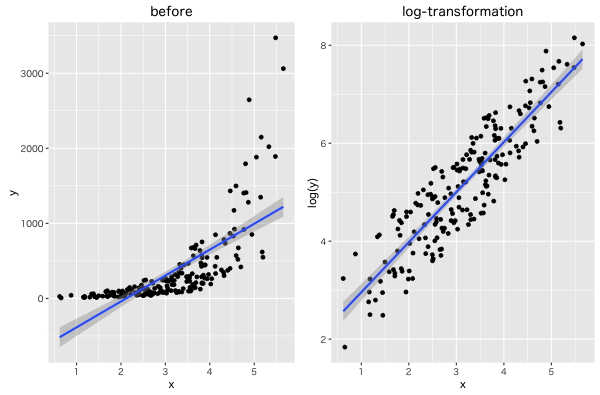 before
log-transformation
3000
2000
1000
0
y
1 2 3 4 5
x
8
6
4
2
log(y)
1 2 3 4 5
x